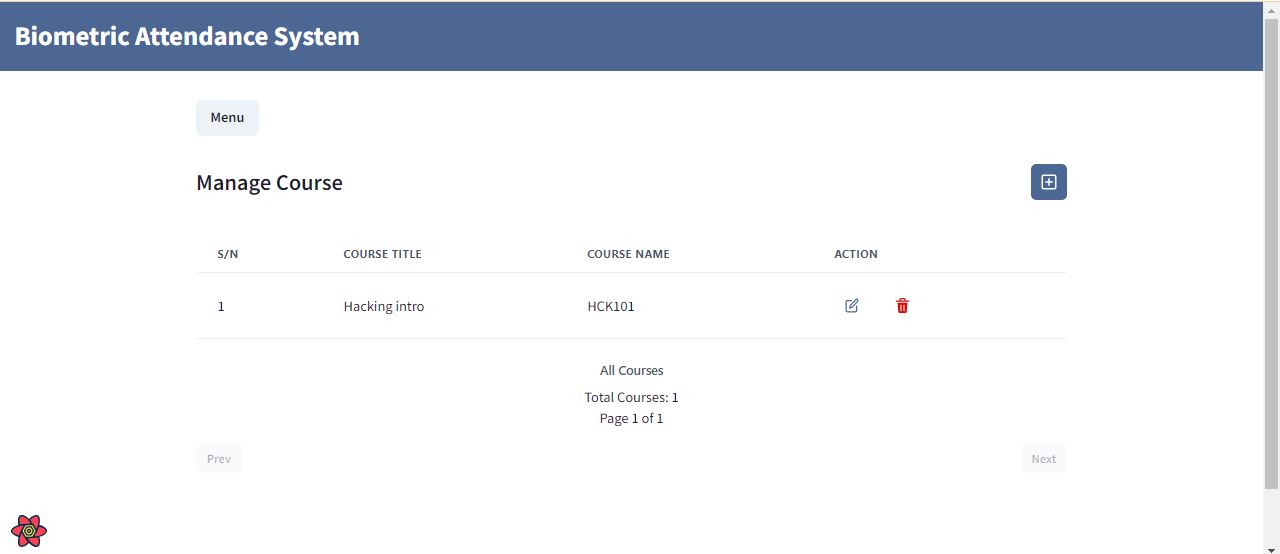 Biometric Attendance System
Menu
Manage Course
S/N COURSE TITLE COURSE NAME ACTION
1 Hacking intro HCK101
All Courses
Total Courses: 1
Page 1 of 1
Prev Next